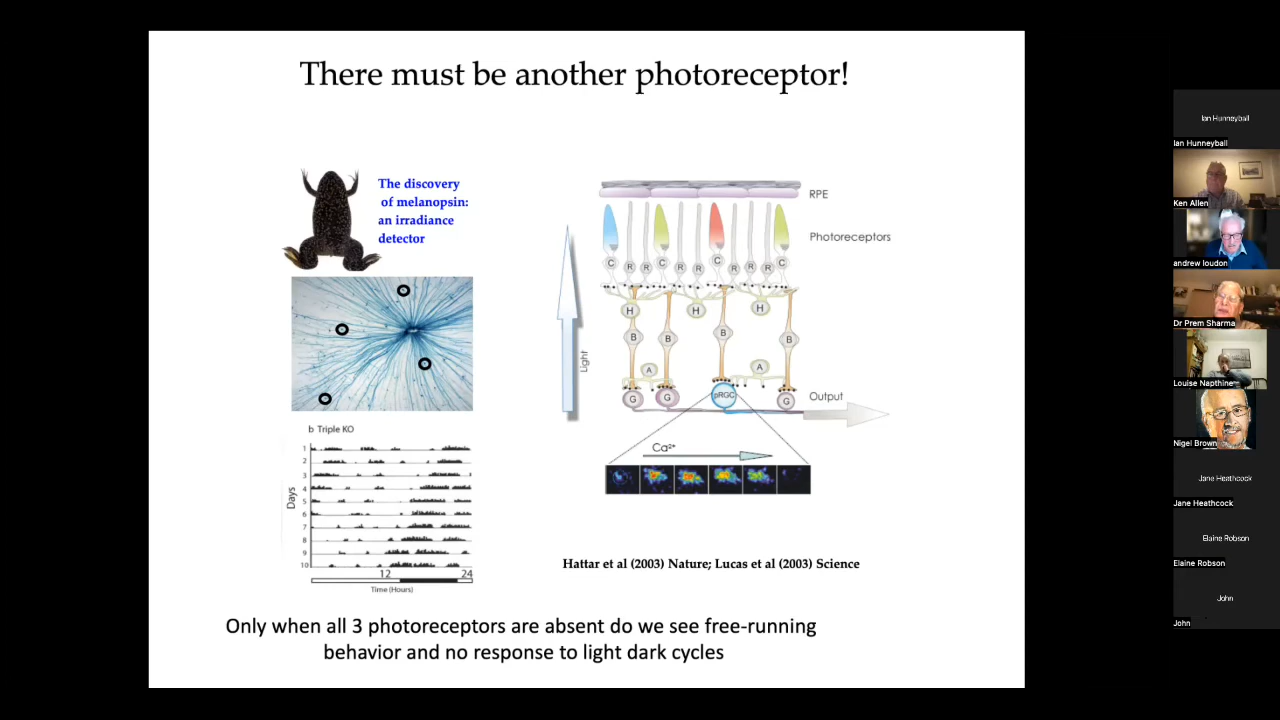 There must be another photoreceptor!
The discovery
of melanopsin:
an irradiance
detector
b Triple KO
Days
1
2
3
4
5
6
7
8
9
10
12
24
Time (Hours)
Light
RPE
Photoreceptors
C R R C R R C R R R C
H H H
B B B B
A A
G G pRGC G
Output
Ca²⁺
Hattar et al (2003) Nature; Lucas et al (2003) Science
Only when all 3 photoreceptors are absent do we see free-running
behavior and no response to light dark cycles
Ian Hunneyball
Ian Hunneyball
Ken Allen
andrew loudon
Dr Prem Sharma
Louise Napthine
Nigel Brown
Jane Heathcock
Jane Heathcock
Elaine Robson
Elaine Robson
John
John